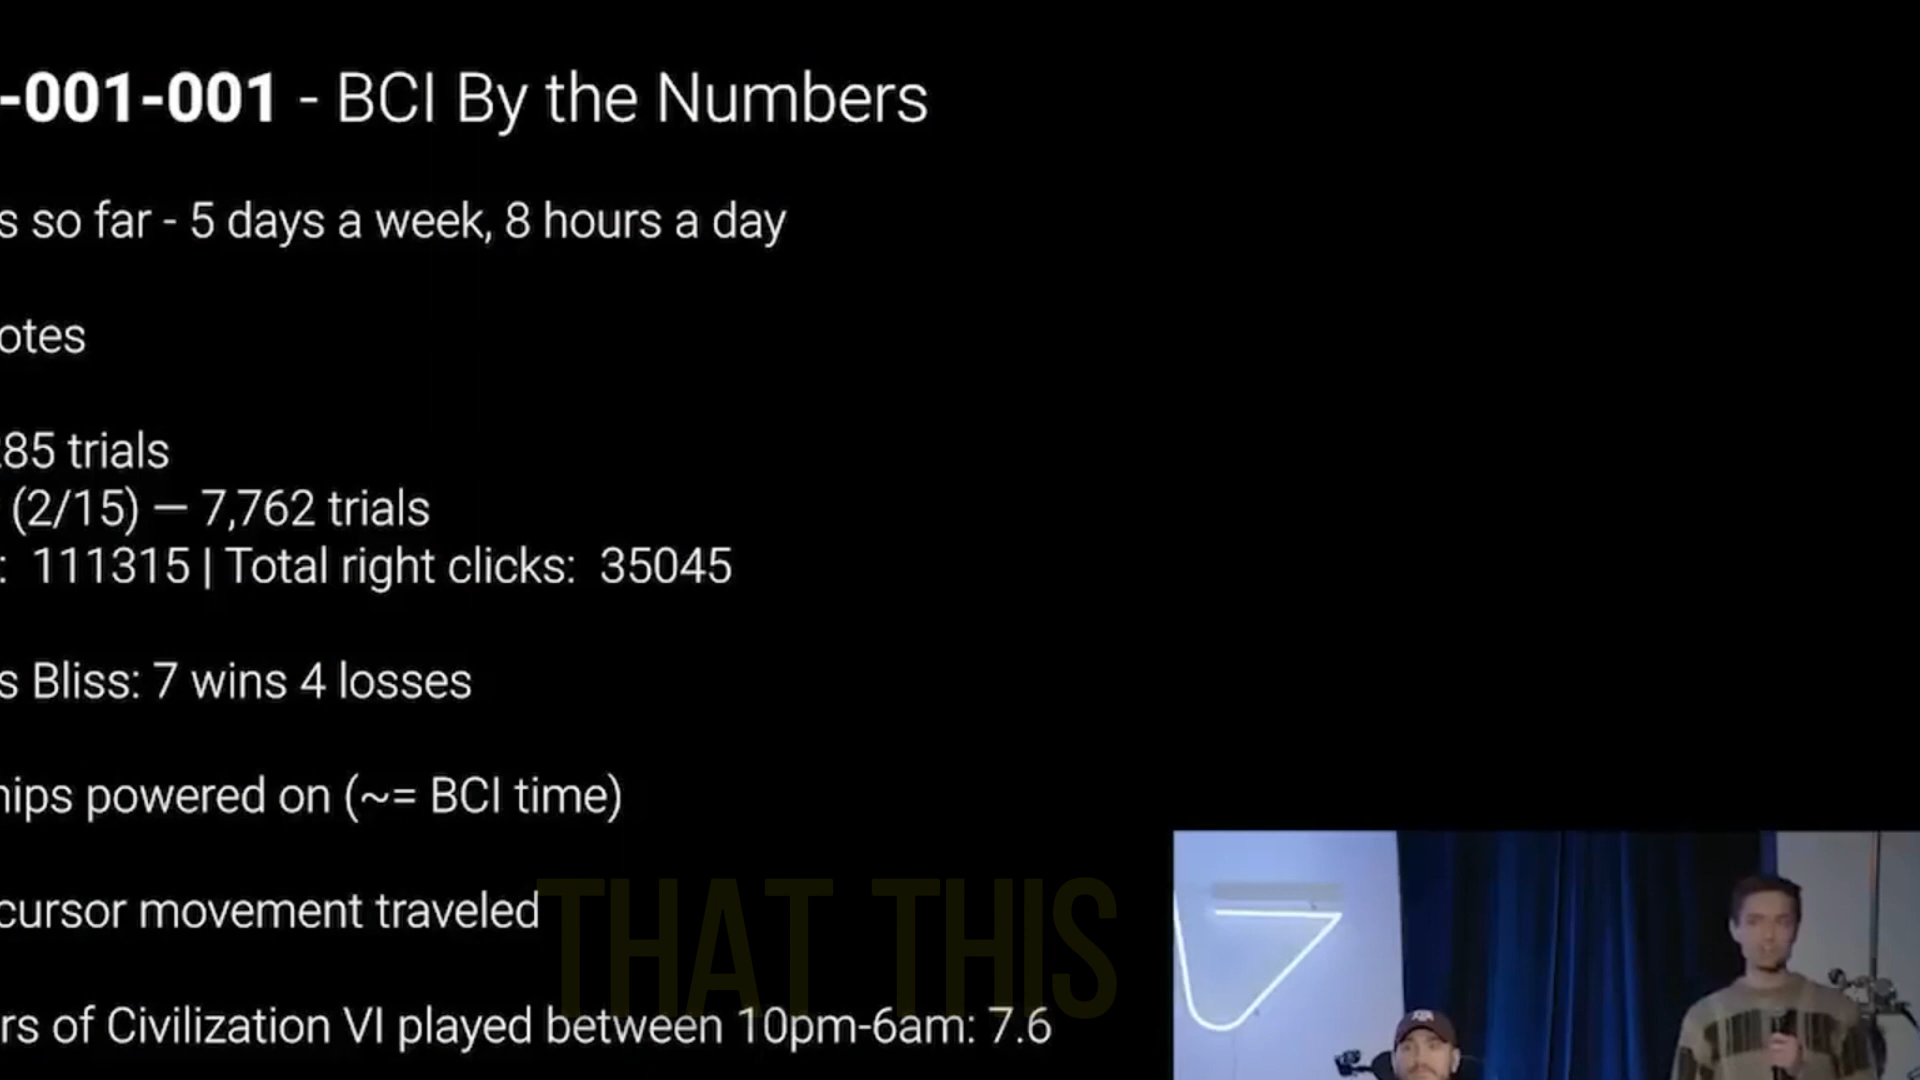 -001-001 - BCI By the Numbers
s so far - 5 days a week, 8 hours a day
otes
85 trials
(2/15) — 7,762 trials
: 111315 | Total right clicks: 35045
s Bliss: 7 wins 4 losses
hips powered on (~= BCI time)
cursor movement traveled
THAT THIS
rs of Civilization VI played between 10pm-6am: 7.6